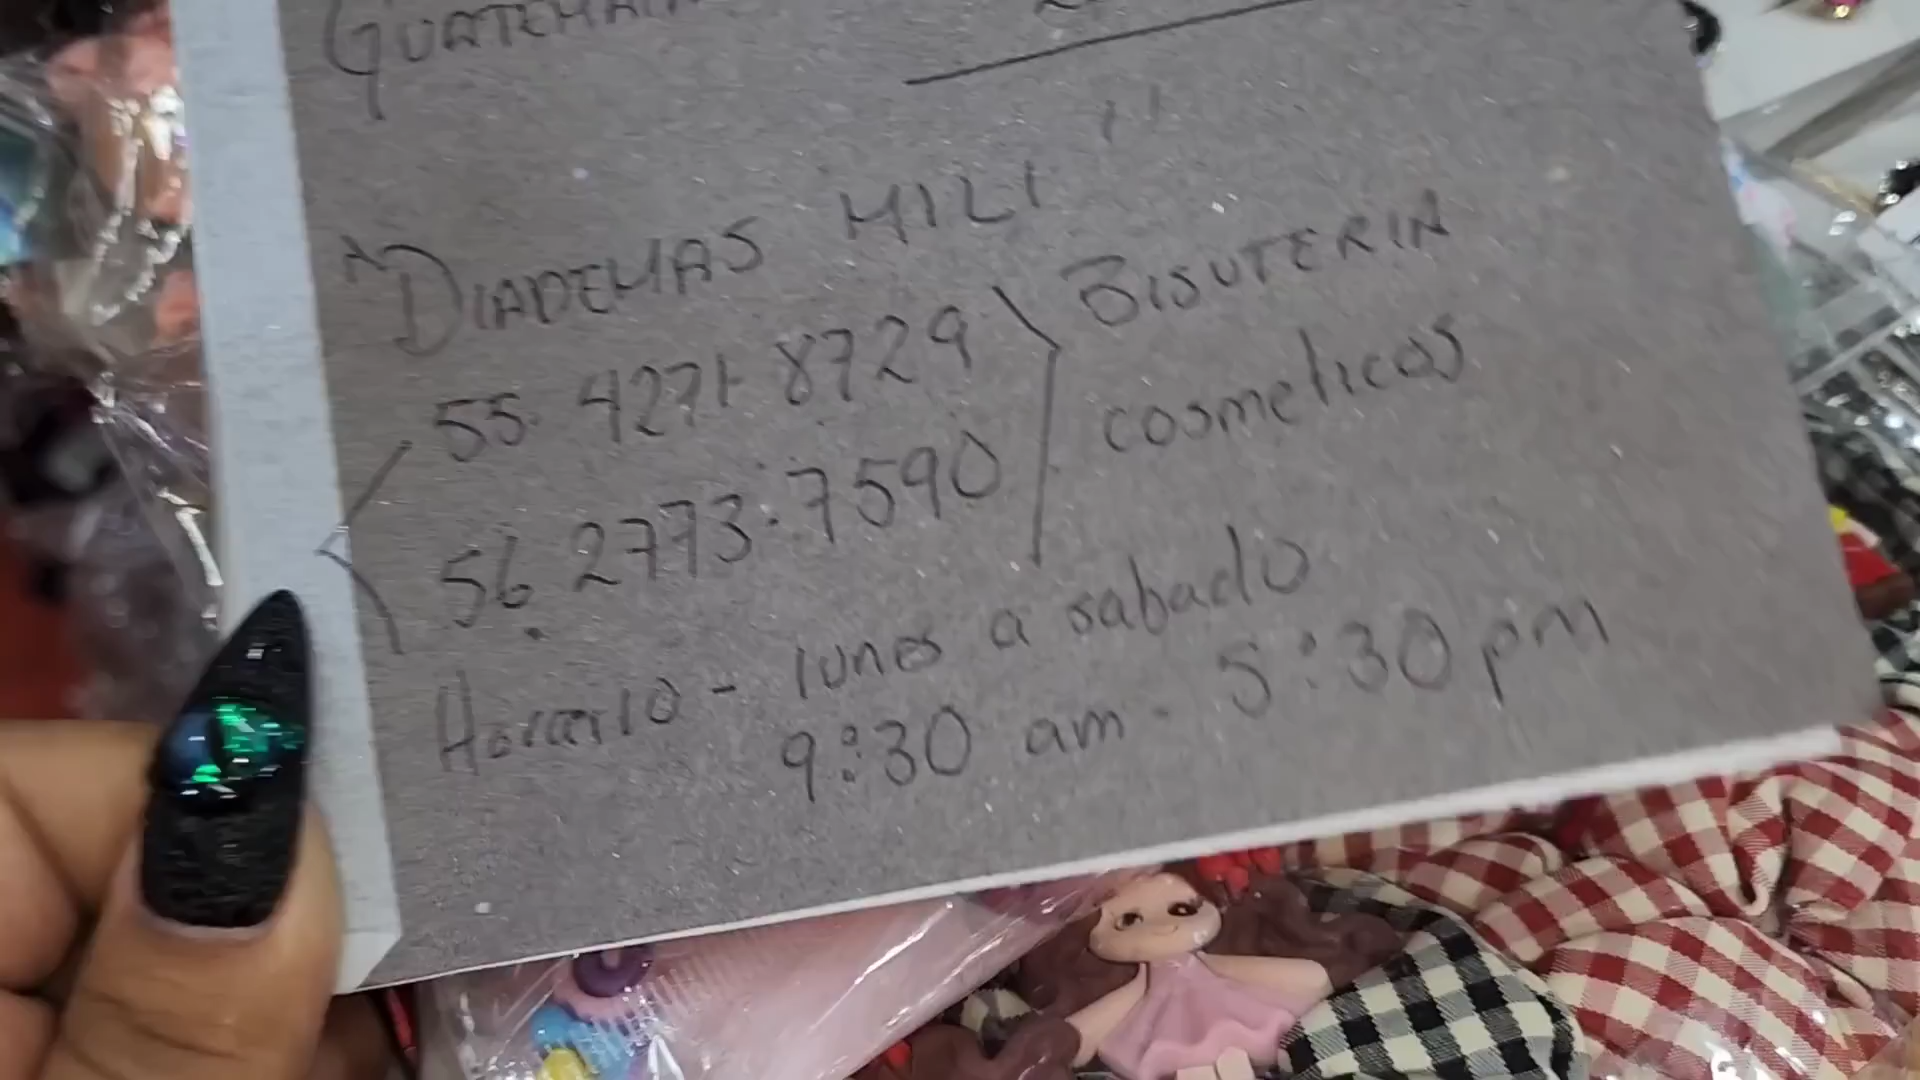 GUATEMALA
"DIADEMAS MILI"
55. 4271 8729
56. 2773.7590
BISUTERIA
cosmeticos
Horario - lunes a sabado
9:30 am - 5:30 pm